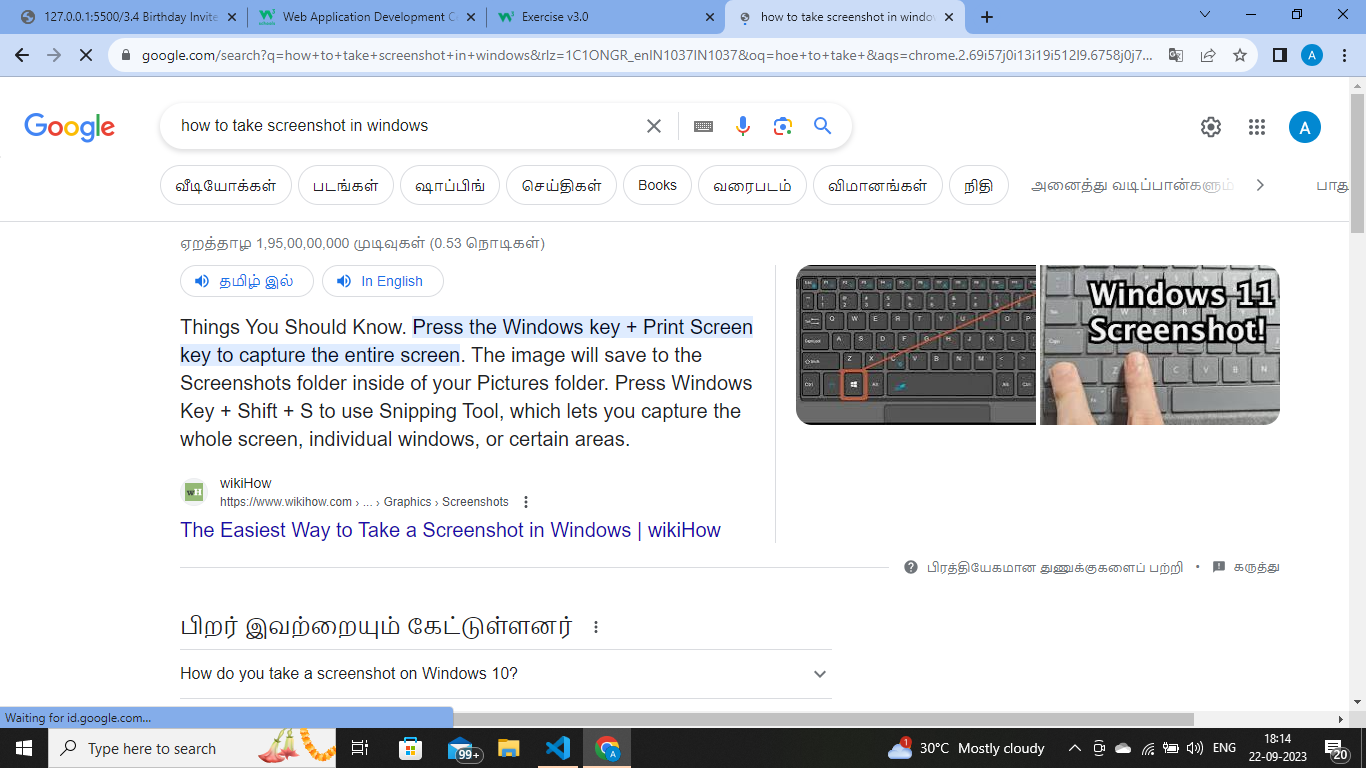 127.0.0.1:5500/3.4 Birthday Invite
Web Application Development C
Exercise v3.0
how to take screenshot in windov
google.com/search?q=how+to+take+screenshot+in+windows&rlz=1C1ONGR_enIN1037IN1037&oq=hoe+to+take+&aqs=chrome.2.69i57j0i13i19i512l9.6758j0j7...
A
Google
how to take screenshot in windows
A
வீடியோக்கள்
படங்கள்
ஷாப்பிங்
செய்திகள்
Books
வரைபடம்
விமானங்கள்
நிதி
அனைத்து வடிப்பான்களும்
பாது
ஏறத்தாழ 1,95,00,00,000 முடிவுகள் (0.53 நொடிகள்)
தமிழ் இல்
In English
Things You Should Know. Press the Windows key + Print Screen
key to capture the entire screen. The image will save to the
Screenshots folder inside of your Pictures folder. Press Windows
Key + Shift + S to use Snipping Tool, which lets you capture the
whole screen, individual windows, or certain areas.
Windows 11
Screenshot!
wikiHow
https://www.wikihow.com › ... › Graphics › Screenshots
The Easiest Way to Take a Screenshot in Windows | wikiHow
பிரத்தியேகமான துணுக்குகளைப் பற்றி • கருத்து
பிறர் இவற்றையும் கேட்டுள்ளனர்
How do you take a screenshot on Windows 10?
Waiting for id.google.com...
Type here to search
99+
A
1
30°C Mostly cloudy
ENG
18:14
22-09-2023
20